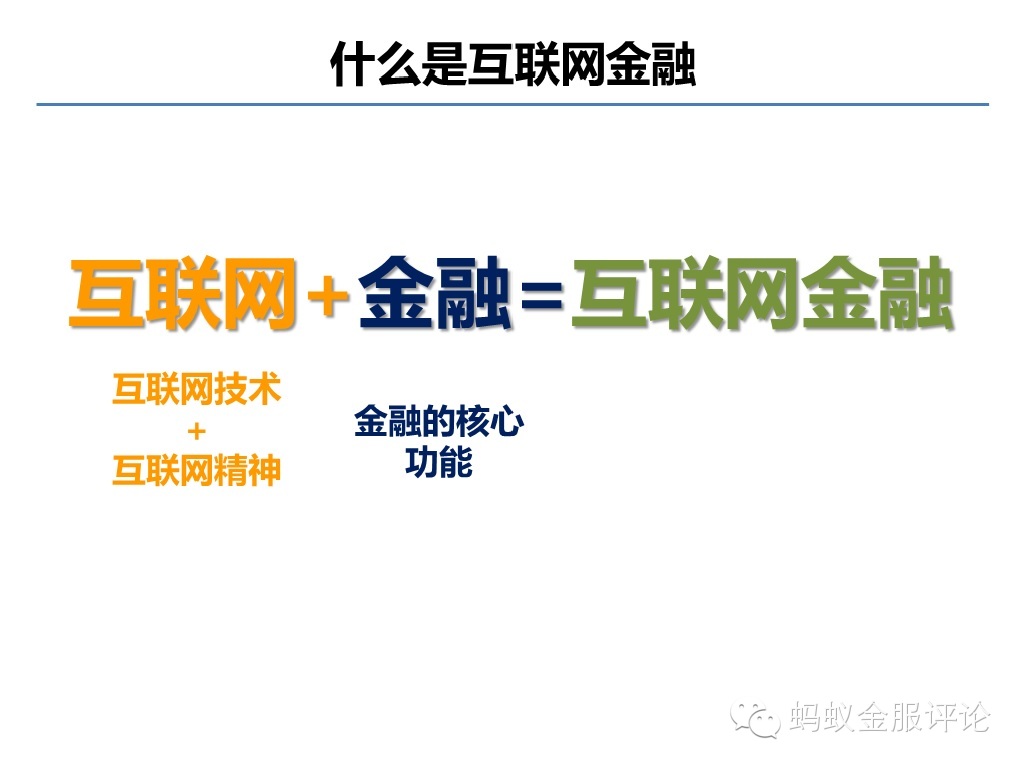 什么是互联网金融
互联网+金融=互联网金融
互联网技术
+
互联网精神
金融的核心
功能
蚂蚁金服评论